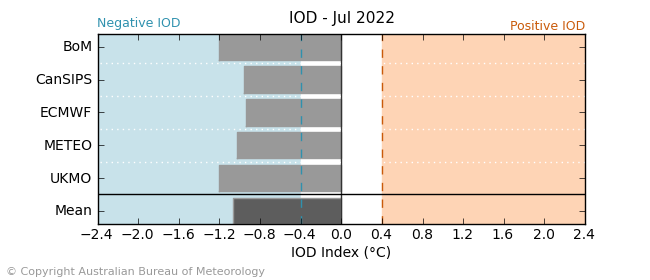 IOD - Jul 2022
Negative IOD
Positive IOD
BoM
CanSIPS
ECMWF
METEO
UKMO
Mean
−2.4 −2.0 −1.6 −1.2 −0.8 −0.4 0.0 0.4 0.8 1.2 1.6 2.0 2.4
IOD Index (°C)
© Copyright Australian Bureau of Meteorology